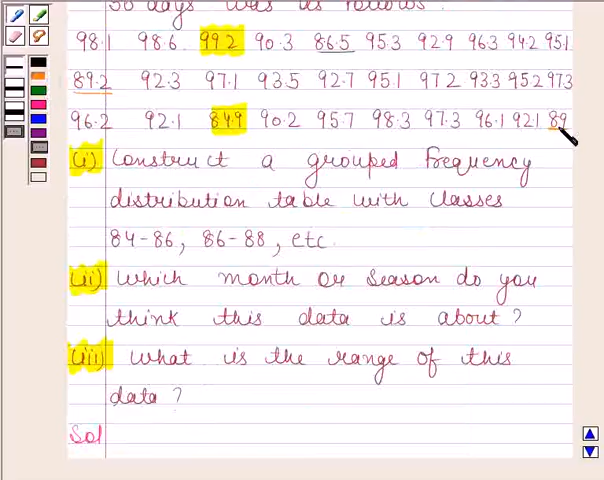 30 days was as follows:
98.1 98.6 99.2 90.3 86.5 95.3 92.9 96.3 94.2 95.1
89.2 92.3 97.1 93.5 92.7 95.1 97.2 93.3 95.2 97.3
96.2 92.1 84.9 90.2 95.7 98.3 97.3 96.1 92.1 89
(i) Construct a grouped frequency
distribution table with classes
84-86, 86-88, etc.
(ii) Which month or season do you
think this data is about?
(iii) What is the range of this
data?
Sol